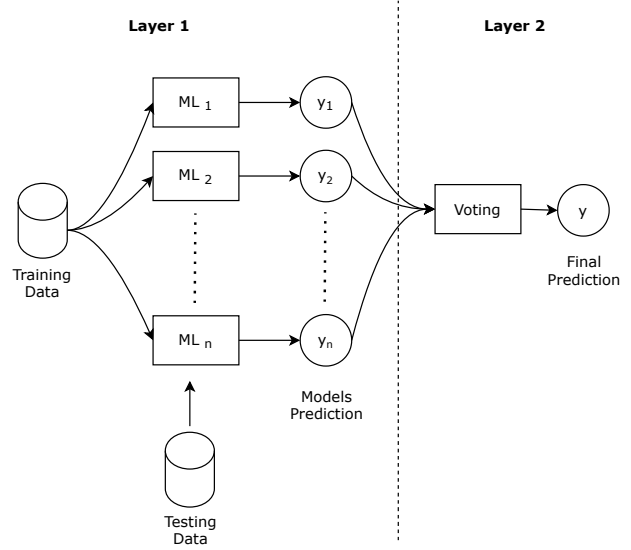 Layer 1
Layer 2
ML 1
y1
ML 2
y2
Voting
y
Training
Data
Final
Prediction
ML n
yn
Models
Prediction
Testing
Data